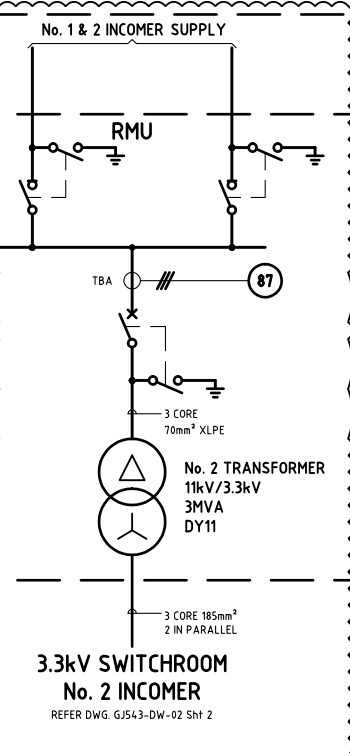 No. 1 & 2 INCOMER SUPPLY
RMU
TBA
87
3 CORE
70mm² XLPE
No. 2 TRANSFORMER
11kV/3.3kV
3MVA
DY11
3 CORE 185mm²
2 IN PARALLEL
3.3kV SWITCHROOM
No. 2 INCOMER
REFER DWG. GJ543-DW-02 Sht 2